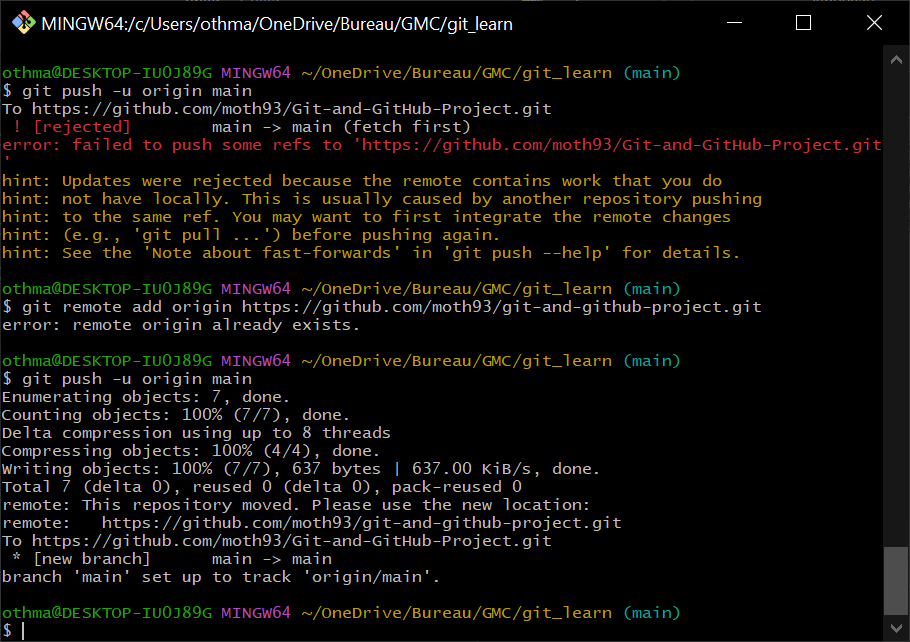 MINGW64:/c/Users/othma/OneDrive/Bureau/GMC/git_learn
othma@DESKTOP-IU0J89G MINGW64 ~/OneDrive/Bureau/GMC/git_learn (main)
$ git push -u origin main
To https://github.com/moth93/Git-and-GitHub-Project.git
 ! [rejected]        main -> main (fetch first)
error: failed to push some refs to 'https://github.com/moth93/Git-and-GitHub-Project.git
'
hint: Updates were rejected because the remote contains work that you do
hint: not have locally. This is usually caused by another repository pushing
hint: to the same ref. You may want to first integrate the remote changes
hint: (e.g., 'git pull ...') before pushing again.
hint: See the 'Note about fast-forwards' in 'git push --help' for details.
othma@DESKTOP-IU0J89G MINGW64 ~/OneDrive/Bureau/GMC/git_learn (main)
$ git remote add origin https://github.com/moth93/git-and-github-project.git
error: remote origin already exists.
othma@DESKTOP-IU0J89G MINGW64 ~/OneDrive/Bureau/GMC/git_learn (main)
$ git push -u origin main
Enumerating objects: 7, done.
Counting objects: 100% (7/7), done.
Delta compression using up to 8 threads
Compressing objects: 100% (4/4), done.
Writing objects: 100% (7/7), 637 bytes | 637.00 KiB/s, done.
Total 7 (delta 0), reused 0 (delta 0), pack-reused 0
remote: This repository moved. Please use the new location:
remote:   https://github.com/moth93/git-and-github-project.git
To https://github.com/moth93/Git-and-GitHub-Project.git
 * [new branch]      main -> main
branch 'main' set up to track 'origin/main'.
othma@DESKTOP-IU0J89G MINGW64 ~/OneDrive/Bureau/GMC/git_learn (main)
$